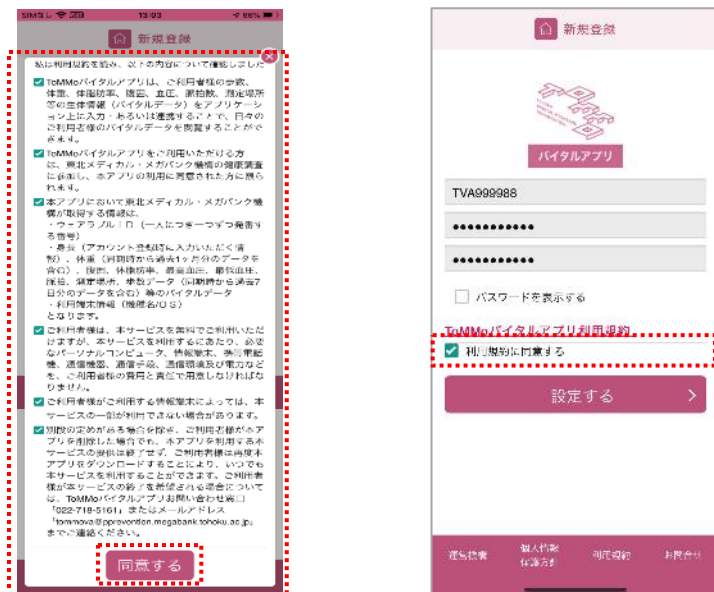 SIMなし
13:03
66%
新規登録
私は利用規約を読み、以下の内容について確認しました
ToMMoバイタルアプリは、ご利用者様の歩数、
体重、体脂肪率、腹囲、血圧、脈拍数、測定場所
等の生体情報（バイタルデータ）をアプリケーシ
ョン上に入力・あるいは連携することで、日々の
ご利用者様のバイタルデータを閲覧することがで
きます。
ToMMoバイタルアプリをご利用いただける方
は、東北メディカル・メガバンク機構の健康調査
に参加し、本アプリの利用に同意された方に限ら
れます。
本アプリにおいて東北メディカル・メガバンク機
構が取得する情報は、
・ウェアラブルＩＤ（一人につき一つずつ発番す
る番号）
・身長（アカウント登録時に入力いただく情
報）、体重（同期時から過去1ヶ月分のデータを
含む）、腹囲、体脂肪率、最高血圧、最低血圧、
脈拍、測定場所、歩数データ（同期時から過去7
日分のデータを含む）等のバイタルデータ
・利用端末情報（機種名/OS）
となります。
ご利用者様は、本サービスを無料でご利用いただ
けますが、本サービスを利用するにあたり、必要
なパーソナルコンピュータ、情報端末、携帯電話
機、通信機器、通信手段、通信環境及び電力など
を、ご利用者様の費用と責任で用意しなければな
りません。
ご利用者様がご利用する情報端末によっては、本
サービスの一部が利用できない場合があります。
別段の定めがある場合を除き、ご利用者様が本ア
プリを削除した場合でも、本アプリを利用する本
サービスの提供は終了せず、ご利用者様は再度本
アプリをダウンロードすることにより、いつでも
本サービスを利用することができます。ご利用者
様が本サービスの終了を希望される場合について
は、ToMMoバイタルアプリお問い合わせ窓口
「022-718-5161」またはメールアドレス
「tommova@pprevention.megabank.tohoku.ac.jp」
までご連絡ください。
同意する
新規登録
バイタルアプリ
TVA999988
パスワードを表示する
ToMMoバイタルアプリ利用規約
利用規約に同意する
設定する
運営機構
個人情報
保護方針
利用規約
お問合せ